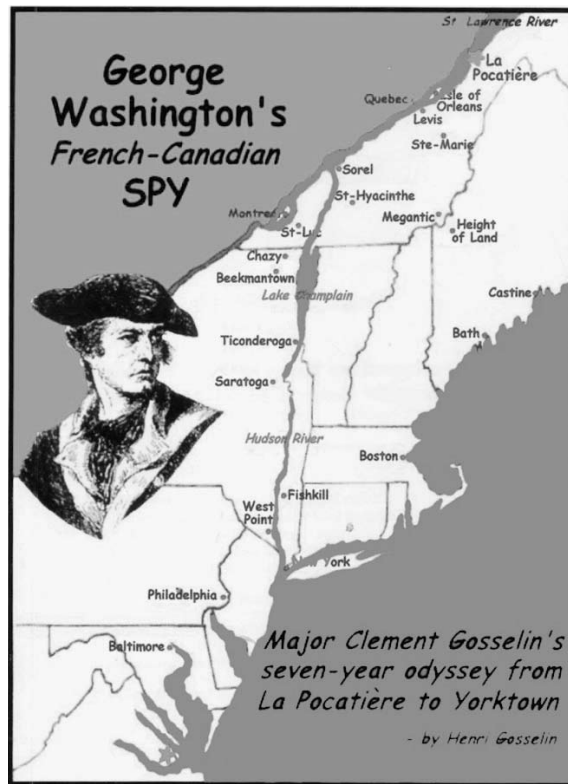 St Lawrence River
La
Pocatière
George
Washington's
French-Canadian
SPY
Quebec
Isle of
Orleans
Levis
Ste-Marie
Sorel
St-Hyacinthe
Montreal
St-Luc
Megantic
Height
of Land
Chazy
Beekmantown
Lake Champlain
Castine
Bath
Ticonderoga
Saratoga
Hudson River
Boston
Fishkill
West
Point
New York
Philadelphia
Baltimore
Major Clement Gosselin's
seven-year odyssey from
La Pocatière to Yorktown
- by Henri Gosselin